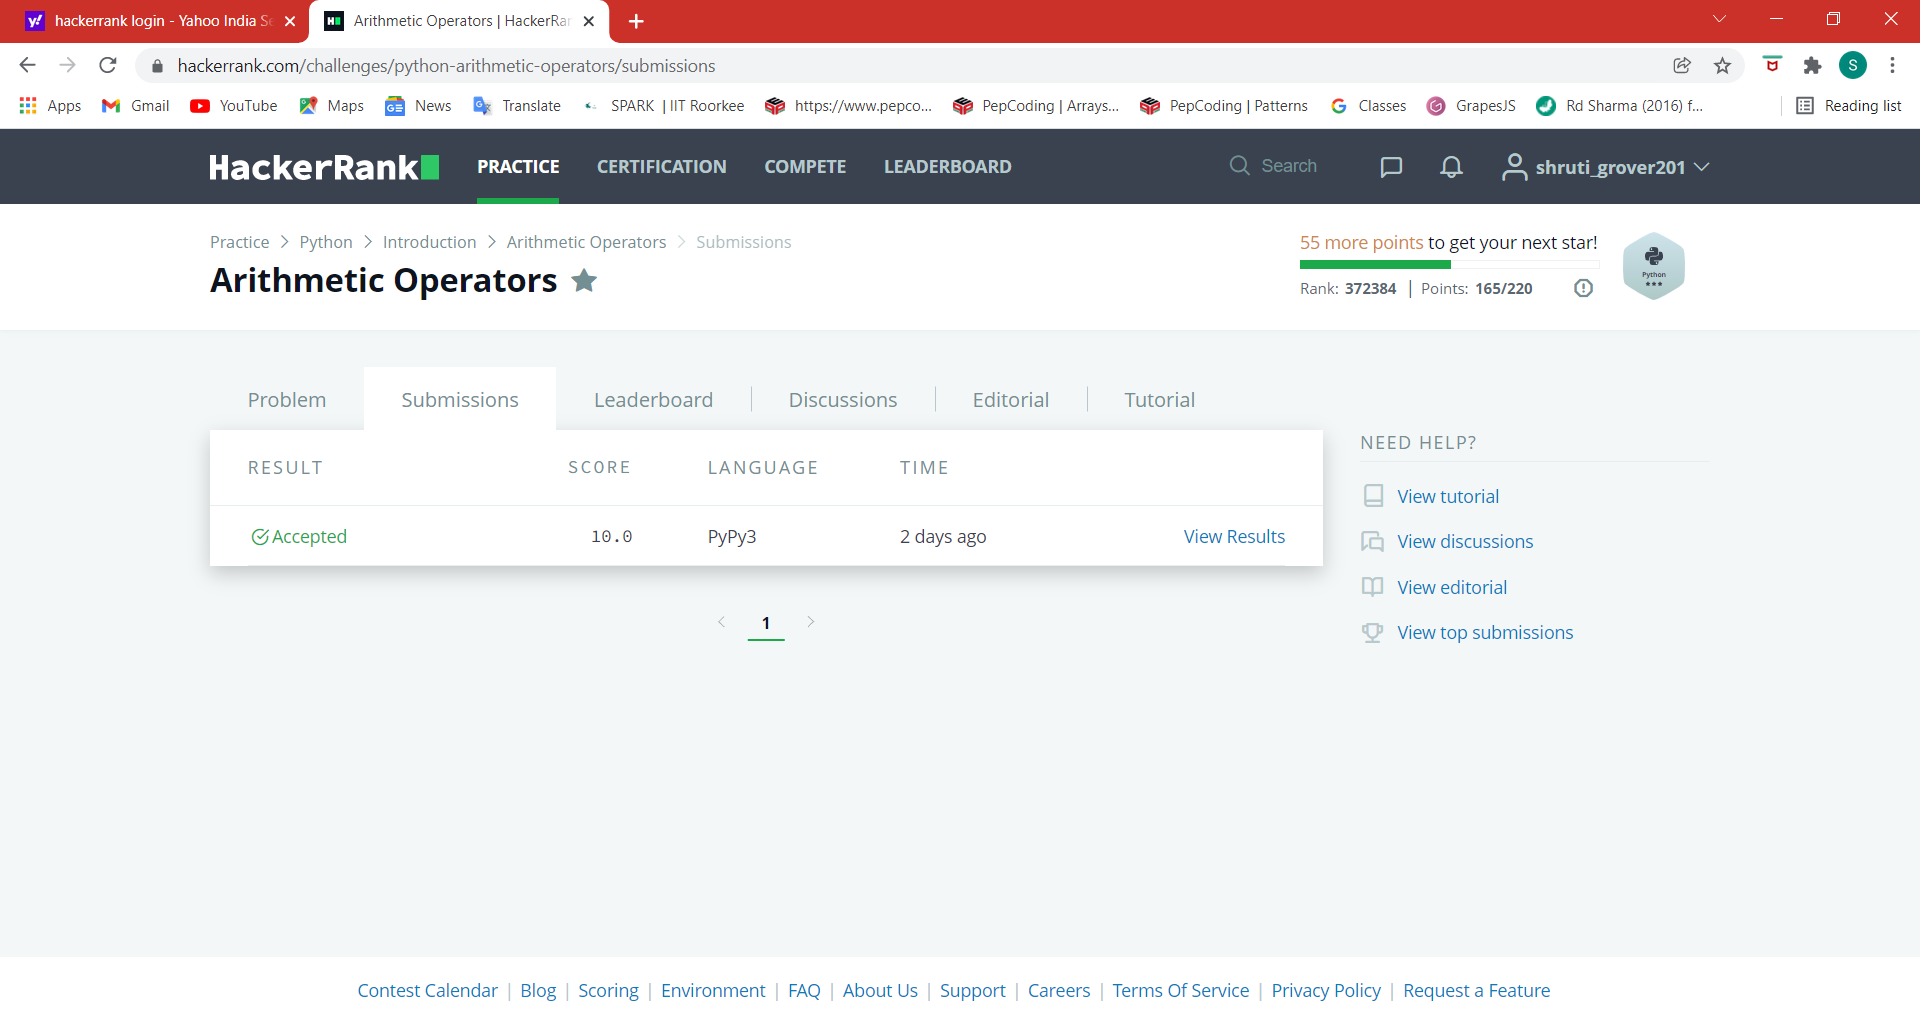 hackerrank login - Yahoo India Se
Arithmetic Operators | HackerRan
hackerrank.com/challenges/python-arithmetic-operators/submissions
S
Apps Gmail YouTube Maps News Translate SPARK | IIT Roorkee https://www.pepco... PepCoding | Arrays... PepCoding | Patterns Classes GrapesJS Rd Sharma (2016) f... Reading list
HackerRank PRACTICE CERTIFICATION COMPETE LEADERBOARD Search shruti_grover201
Practice > Python > Introduction > Arithmetic Operators > Submissions
Arithmetic Operators
55 more points to get your next star!
Rank: 372384 | Points: 165/220
Python
Problem Submissions Leaderboard Discussions Editorial Tutorial
RESULT SCORE LANGUAGE TIME
Accepted 10.0 PyPy3 2 days ago View Results
1
NEED HELP?
View tutorial
View discussions
View editorial
View top submissions
Contest Calendar | Blog | Scoring | Environment | FAQ | About Us | Support | Careers | Terms Of Service | Privacy Policy | Request a Feature